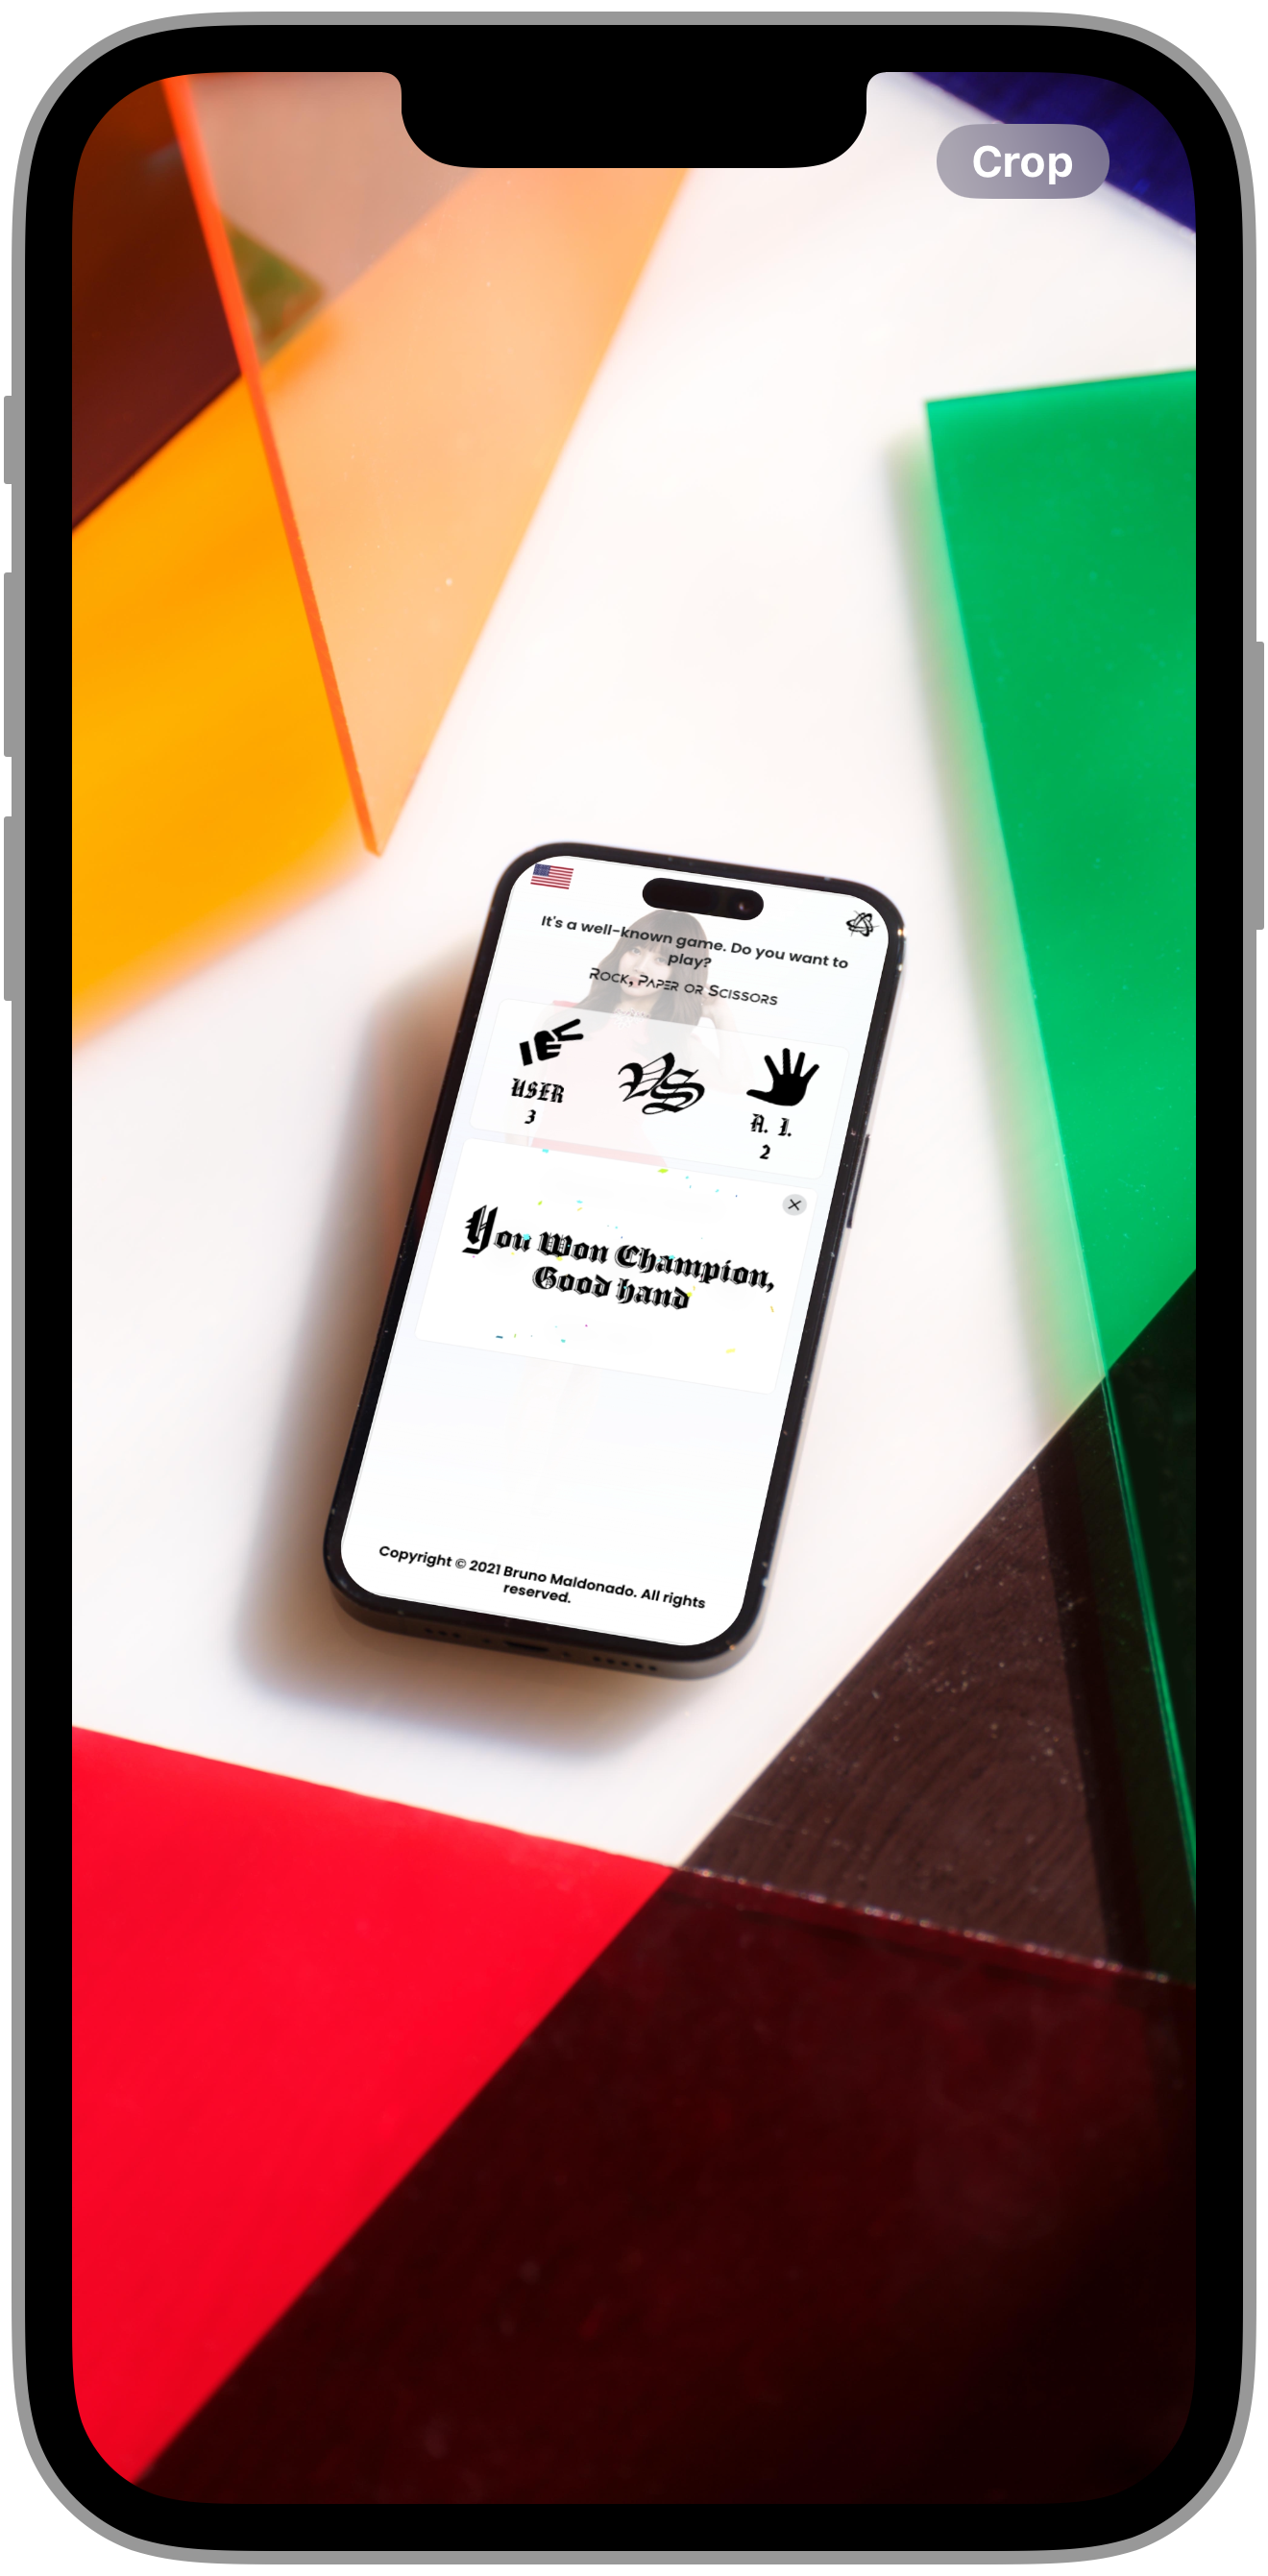 Crop
It's a well-known game. Do you want to
play?
Rock, Paper or Scissors
VS
USER
3
A. I.
2
You Won Champion,
Good hand
Copyright © 2021 Bruno Maldonado. All rights
reserved.